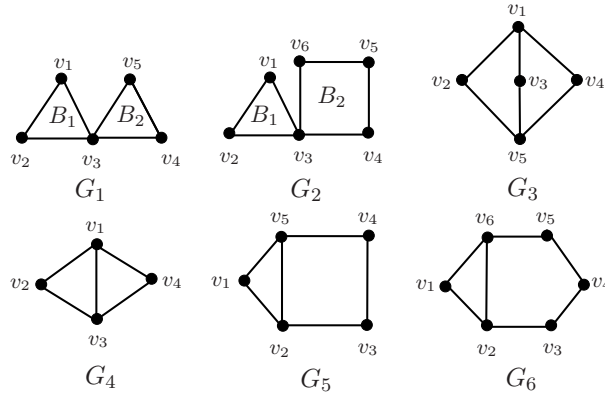 v₁ v₅
B₁ B₂
v₂ v₃ v₄
G₁
v₆ v₅
v₁
B₁ B₂
v₂ v₃ v₄
G₂
v₁
v₂ v₃ v₄
v₅
G₃
v₁
v₂ v₄
v₃
G₄
v₅ v₄
v₁
v₂ v₃
G₅
v₆ v₅
v₁ v₄
v₂ v₃
G₆